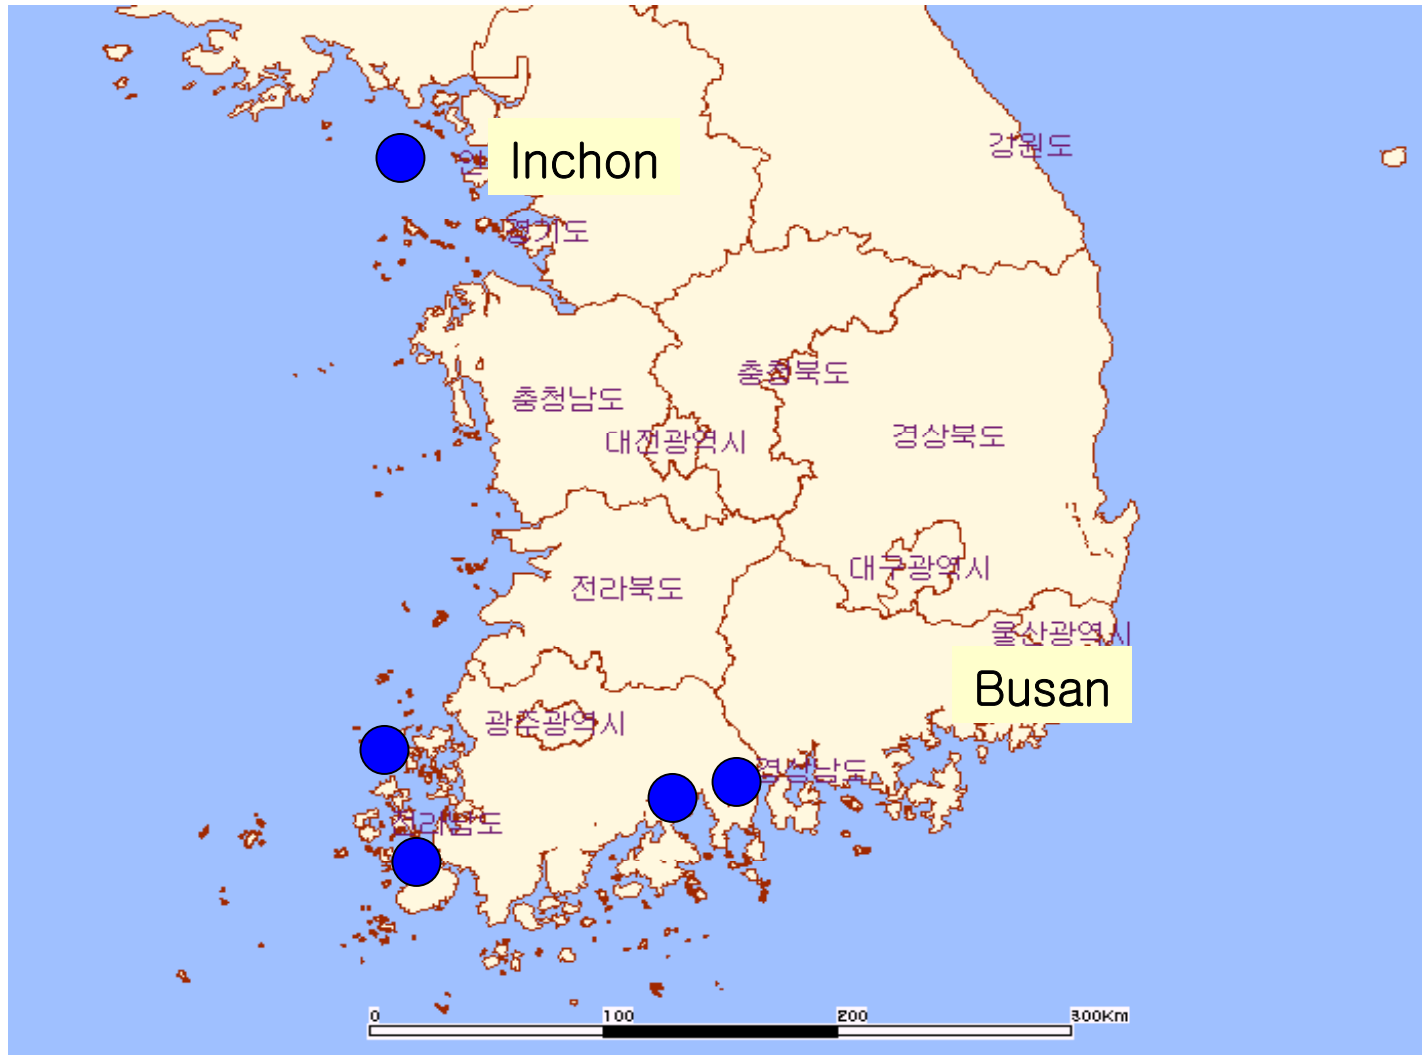 강원도
Inchon
경기도
충청북도
충청남도
대전광역시
경상북도
대구광역시
전라북도
울산광역시
Busan
광주광역시
경상남도
전라남도
0 100 200 300Km